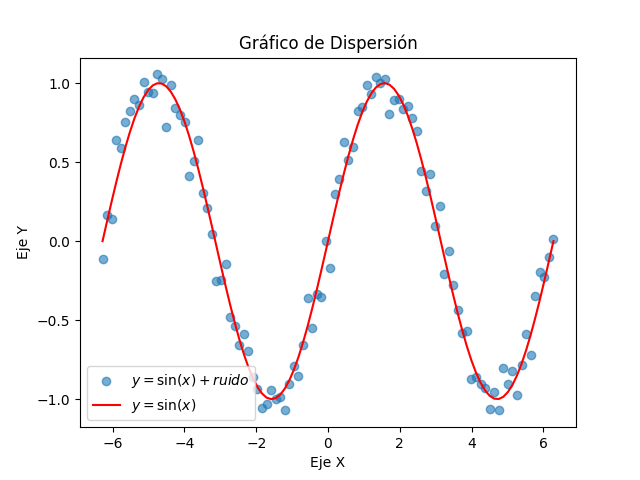 Gráfico de Dispersión
Eje Y
1.0
0.5
0.0
−0.5
−1.0
y = sin(x) + ruido
y = sin(x)
−6 −4 −2 0 2 4 6
Eje X